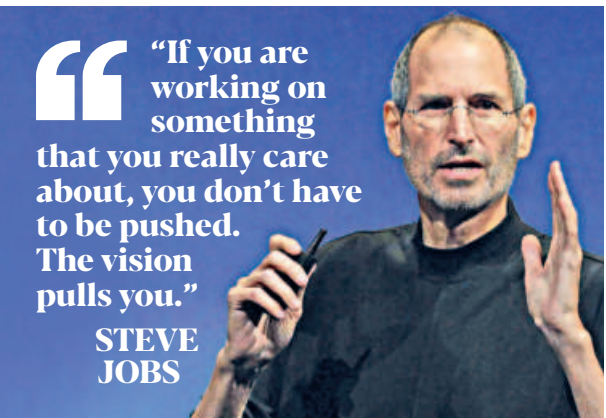 “If you are
working on
something
that you really care
about, you don’t have
to be pushed.
The vision
pulls you.”
STEVE
JOBS